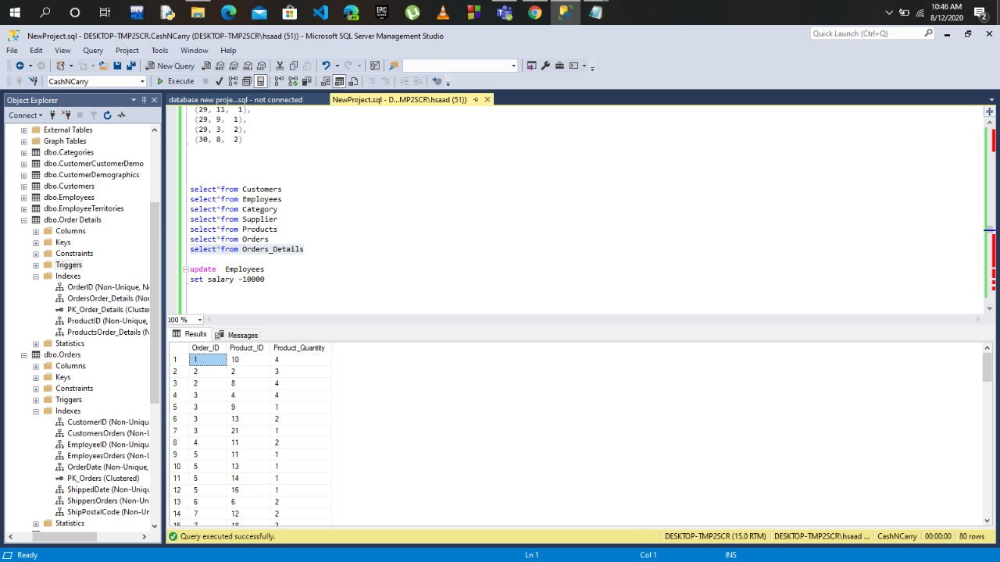 10:46 AM
8/12/2020
2
NewProject.sql - DESKTOP-TMP2SCR.CashNCarry (DESKTOP-TMP2SCR\hsaad (51)) - Microsoft SQL Server Management Studio
Quick Launch (Ctrl+Q)
File Edit View Query Project Tools Window Help
New Query
CashNCarry
Execute
Object Explorer
Connect
External Tables
Graph Tables
dbo.Categories
dbo.CustomerCustomerDemo
dbo.CustomerDemographics
dbo.Customers
dbo.Employees
dbo.EmployeeTerritories
dbo.Order Details
Columns
Keys
Constraints
Triggers
Indexes
OrderID (Non-Unique, N
OrdersOrder_Details (Nor
PK_Order_Details (Cluste
ProductID (Non-Unique,
ProductsOrder_Details (N
Statistics
dbo.Orders
Columns
Keys
Constraints
Triggers
Indexes
CustomerID (Non-Uniqu
CustomersOrders (Non-U
EmployeeID (Non-Uniqu
EmployeesOrders (Non-U
OrderDate (Non-Unique,
PK_Orders (Clustered)
ShippedDate (Non-Uniqu
ShippersOrders (Non-Un
ShipPostalCode (Non-Ur
Statistics
database new proje...sql - not connected
NewProject.sql - D...MP2SCR\hsaad (51))
(29, 11, 1),
(29, 9, 1),
(29, 3, 2),
(30, 8, 2)
select*from Customers
select*from Employees
select*from Category
select*from Supplier
select*from Products
select*from Orders
select*from Orders_Details
update Employees
set salary =10000
100 %
Results Messages
Order_ID Product_ID Product_Quantity
1 1 10 4
2 2 2 3
3 2 8 4
4 3 4 4
5 3 9 1
6 3 13 2
7 3 21 1
8 4 11 2
9 5 11 1
10 5 13 1
11 5 14 1
12 5 16 1
13 6 6 2
14 7 12 2
15 7 18
Query executed successfully.
DESKTOP-TMP2SCR (15.0 RTM) DESKTOP-TMP2SCR\hsaad ... CashNCarry 00:00:00 80 rows
Ready Ln 1 Col 1 INS